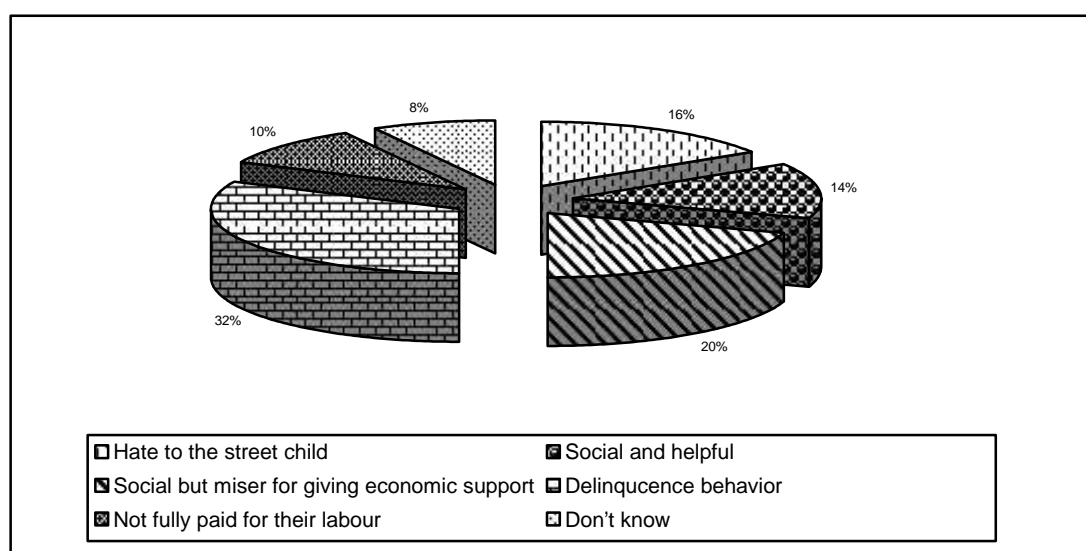 8%
16%
10%
14%
32%
20%
Hate to the street child
Social and helpful
Social but miser for giving economic support
Delinqucence behavior
Not fully paid for their labour
Don't know